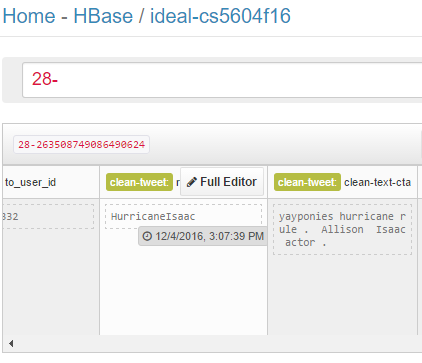 Home - HBase / ideal-cs5604f16
28-
28-263508749086490624
to_user_id
clean-tweet:
Full Editor
clean-tweet: clean-text-cta
332
HurricaneIsaac
12/4/2016, 3:07:39 PM
yayponies hurricane r
ule . Allison Isaac
actor .